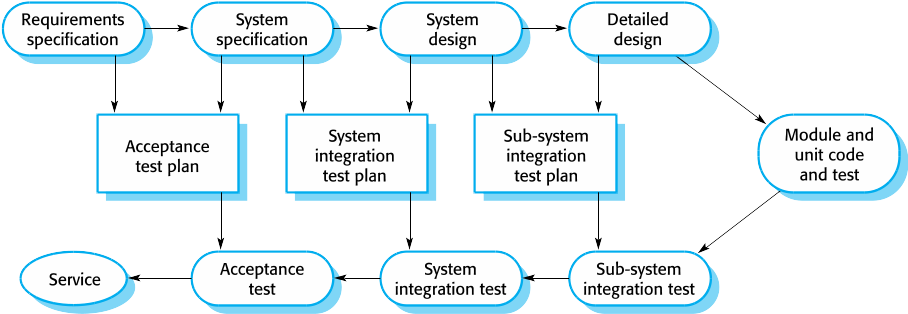 Requirements
specification
System
specification
System
design
Detailed
design
Acceptance
test plan
System
integration
test plan
Sub-system
integration
test plan
Module and
unit code
and test
Service
Acceptance
test
System
integration test
Sub-system
integration test